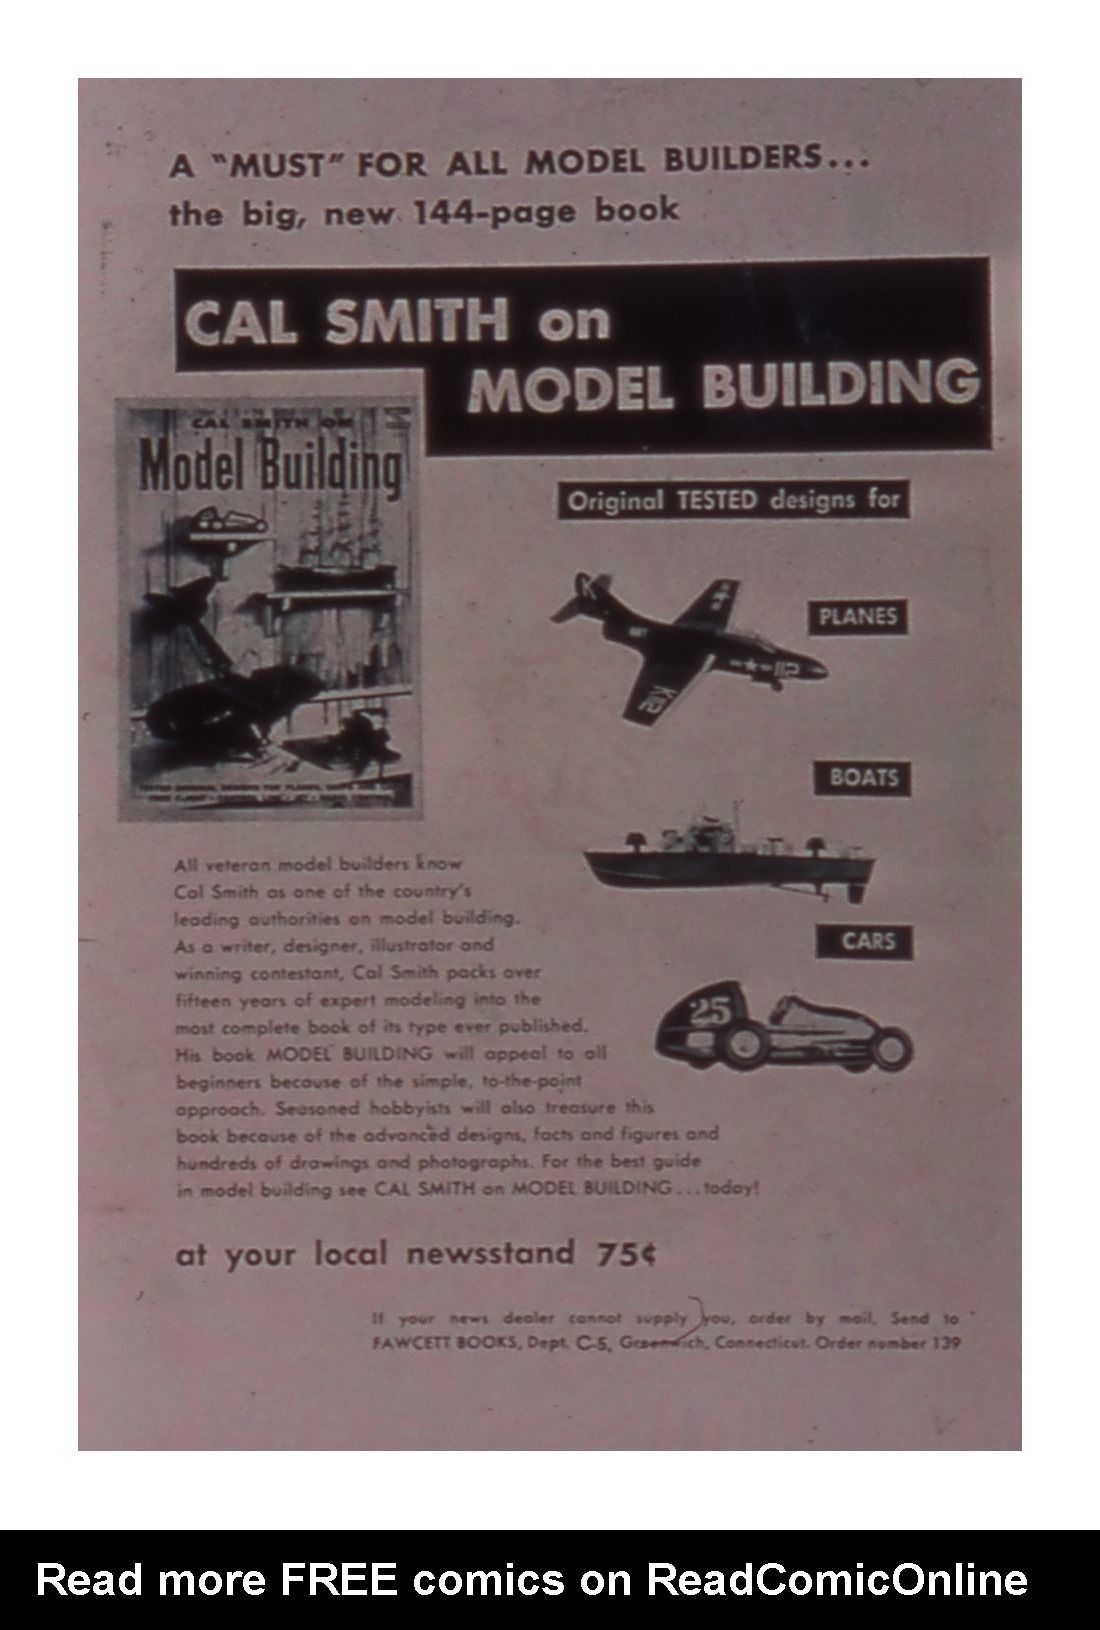 A "MUST" FOR ALL MODEL BUILDERS...
the big, new 144-page book
CAL SMITH on
MODEL BUILDING
CAL SMITH ON
Model Building
Original TESTED designs for
K
PLANES
112
K12
BOATS
CARS
25
All veteran model builders know
Cal Smith as one of the country's
leading authorities on model building.
As a writer, designer, illustrator and
winning contestant, Cal Smith packs over
fifteen years of expert modeling into the
most complete book of its type ever published.
His book MODEL BUILDING will appeal to all
beginners because of the simple, to-the-point
approach. Seasoned hobbyists will also treasure this
book because of the advanced designs, facts and figures and
hundreds of drawings and photographs. For the best guide
in model building see CAL SMITH on MODEL BUILDING...today!
at your local newsstand 75¢
If your news dealer cannot supply you, order by mail. Send to
FAWCETT BOOKS, Dept. C-5, Greenwich, Connecticut. Order number 139
Read more FREE comics on ReadComicOnline